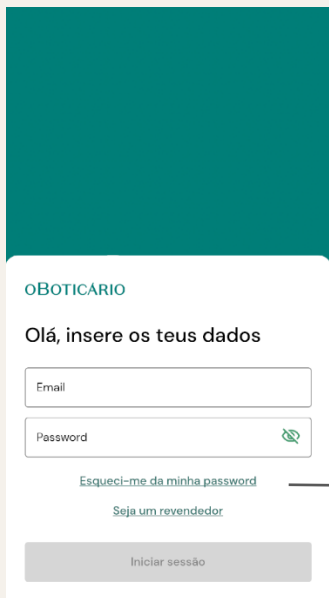 oBoticário
Olá, insere os teus dados
Email
Password
Esqueci-me da minha password
Seja um revendedor
Iniciar sessão